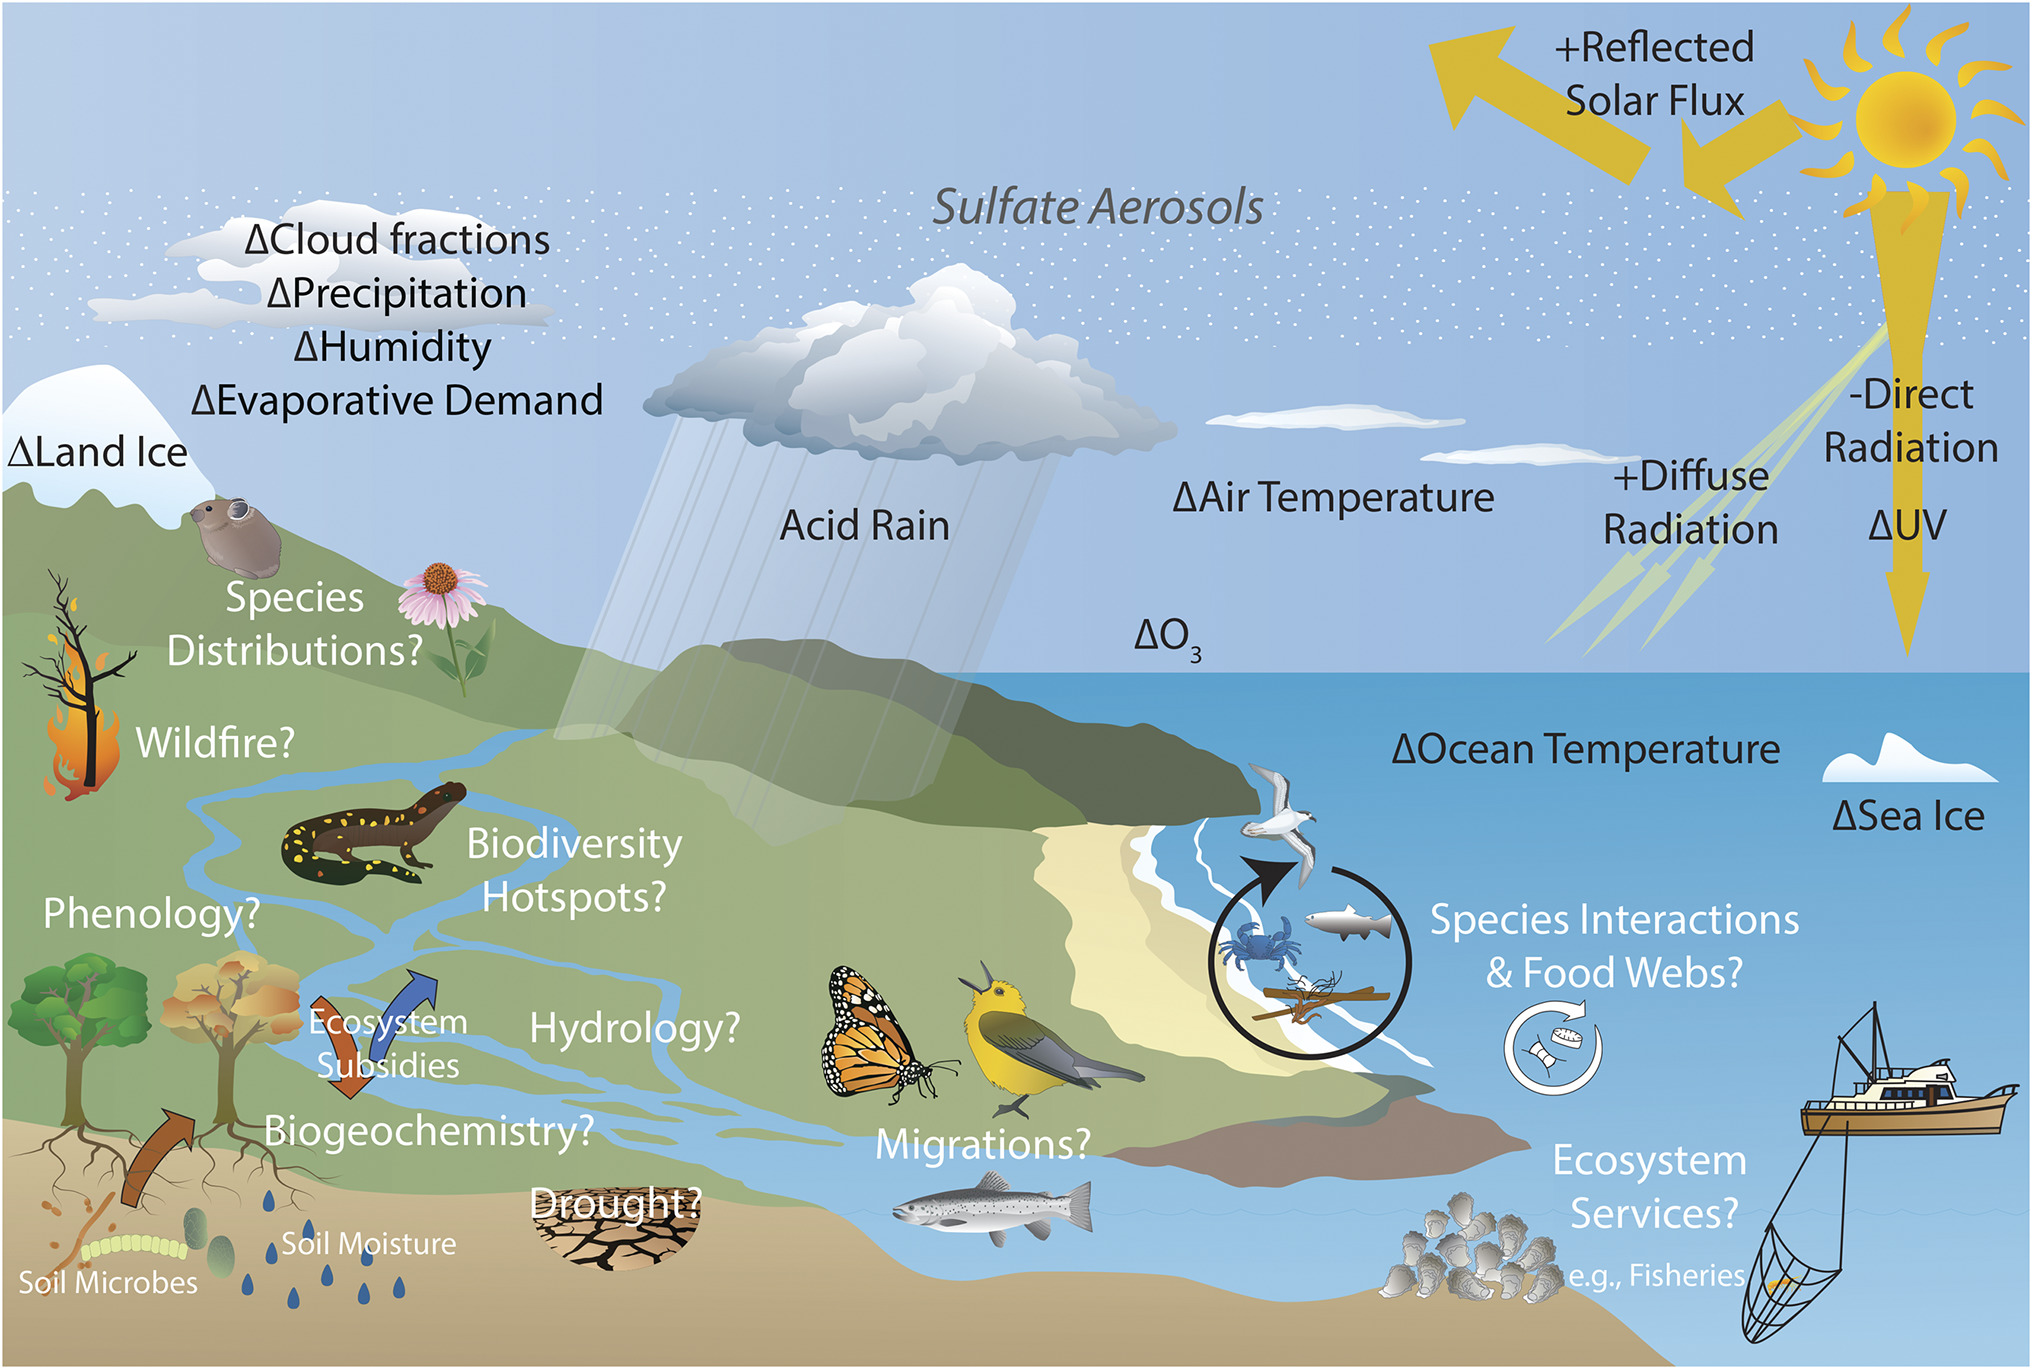 +Reflected
Solar Flux
Sulfate Aerosols
ΔCloud fractions
ΔPrecipitation
ΔHumidity
ΔEvaporative Demand
ΔLand Ice
-Direct
Radiation
+Diffuse
Radiation
ΔUV
ΔAir Temperature
Acid Rain
ΔO₃
Species
Distributions?
Wildfire?
ΔOcean Temperature
ΔSea Ice
Biodiversity
Hotspots?
Phenology?
Species Interactions
& Food Webs?
Ecosystem
Subsidies
Hydrology?
Biogeochemistry?
Migrations?
Ecosystem
Services?
e.g., Fisheries
Drought?
Soil Moisture
Soil Microbes